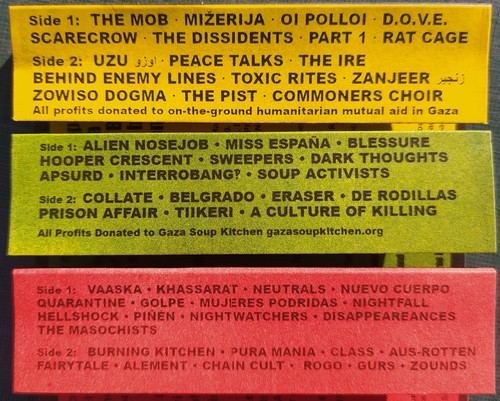 Side 1: THE MOB · MIŽERIJA · OI POLLOI · D.O.V.E.
SCARECROW · THE DISSIDENTS · PART 1 · RAT CAGE
Side 2: UZU اوزو · PEACE TALKS · THE IRE
BEHIND ENEMY LINES · TOXIC RITES · ZANJEER زنجیر
ZOWISO DOGMA · THE PIST · COMMONERS CHOIR
All profits donated to on-the-ground humanitarian mutual aid in Gaza
Side 1: ALIEN NOSEJOB • MISS ESPAÑA • BLESSURE
HOOPER CRESCENT • SWEEPERS • DARK THOUGHTS
APSURD • INTERROBANG‽ • SOUP ACTIVISTS
Side 2: COLLATE • BELGRADO • ERASER • DE RODILLAS
PRISON AFFAIR • TIIKERI • A CULTURE OF KILLING
All Profits Donated to Gaza Soup Kitchen gazasoupkitchen.org
Side 1: VAASKA • KHASSARAT • NEUTRALS • NUEVO CUERPO
QUARANTINE • GOLPE • MUJERES PODRIDAS • NIGHTFALL
HELLSHOCK • PIÑEN • NIGHTWATCHERS • DISAPPEAREANCES
THE MASOCHISTS
Side 2: BURNING KITCHEN • PURA MANIA • CLASS • AUS-ROTTEN
FAIRYTALE • ALEMENT • CHAIN CULT • ROGO • GURS • ZOUNDS